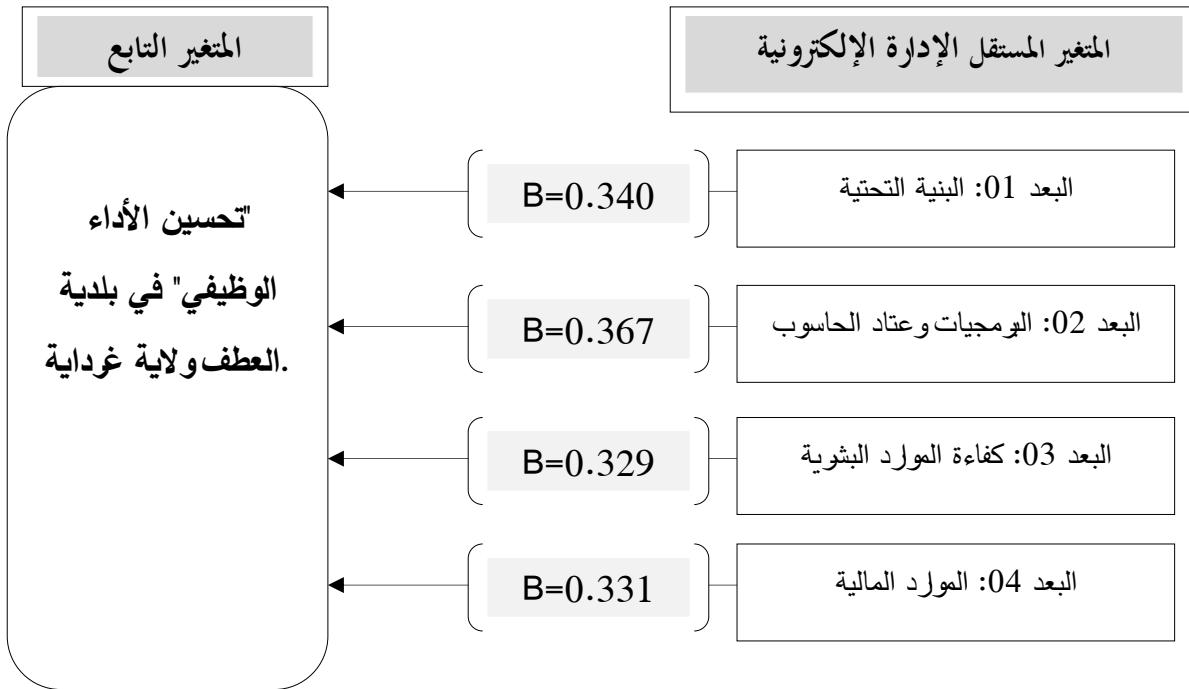 المتغير المستقل الإدارة الإلكترونية
المتغير التابع
البعد 01: البنية التحتية
B=0.340
البعد 02: البومجيات وعتاد الحاسوب
B=0.367
البعد 03: كفاءة الموارد البشوية
B=0.329
البعد 04: الموارد المالية
B=0.331
"تحسين الأداء
الوظيفي" في بلدية
العطف ولاية غرداية.